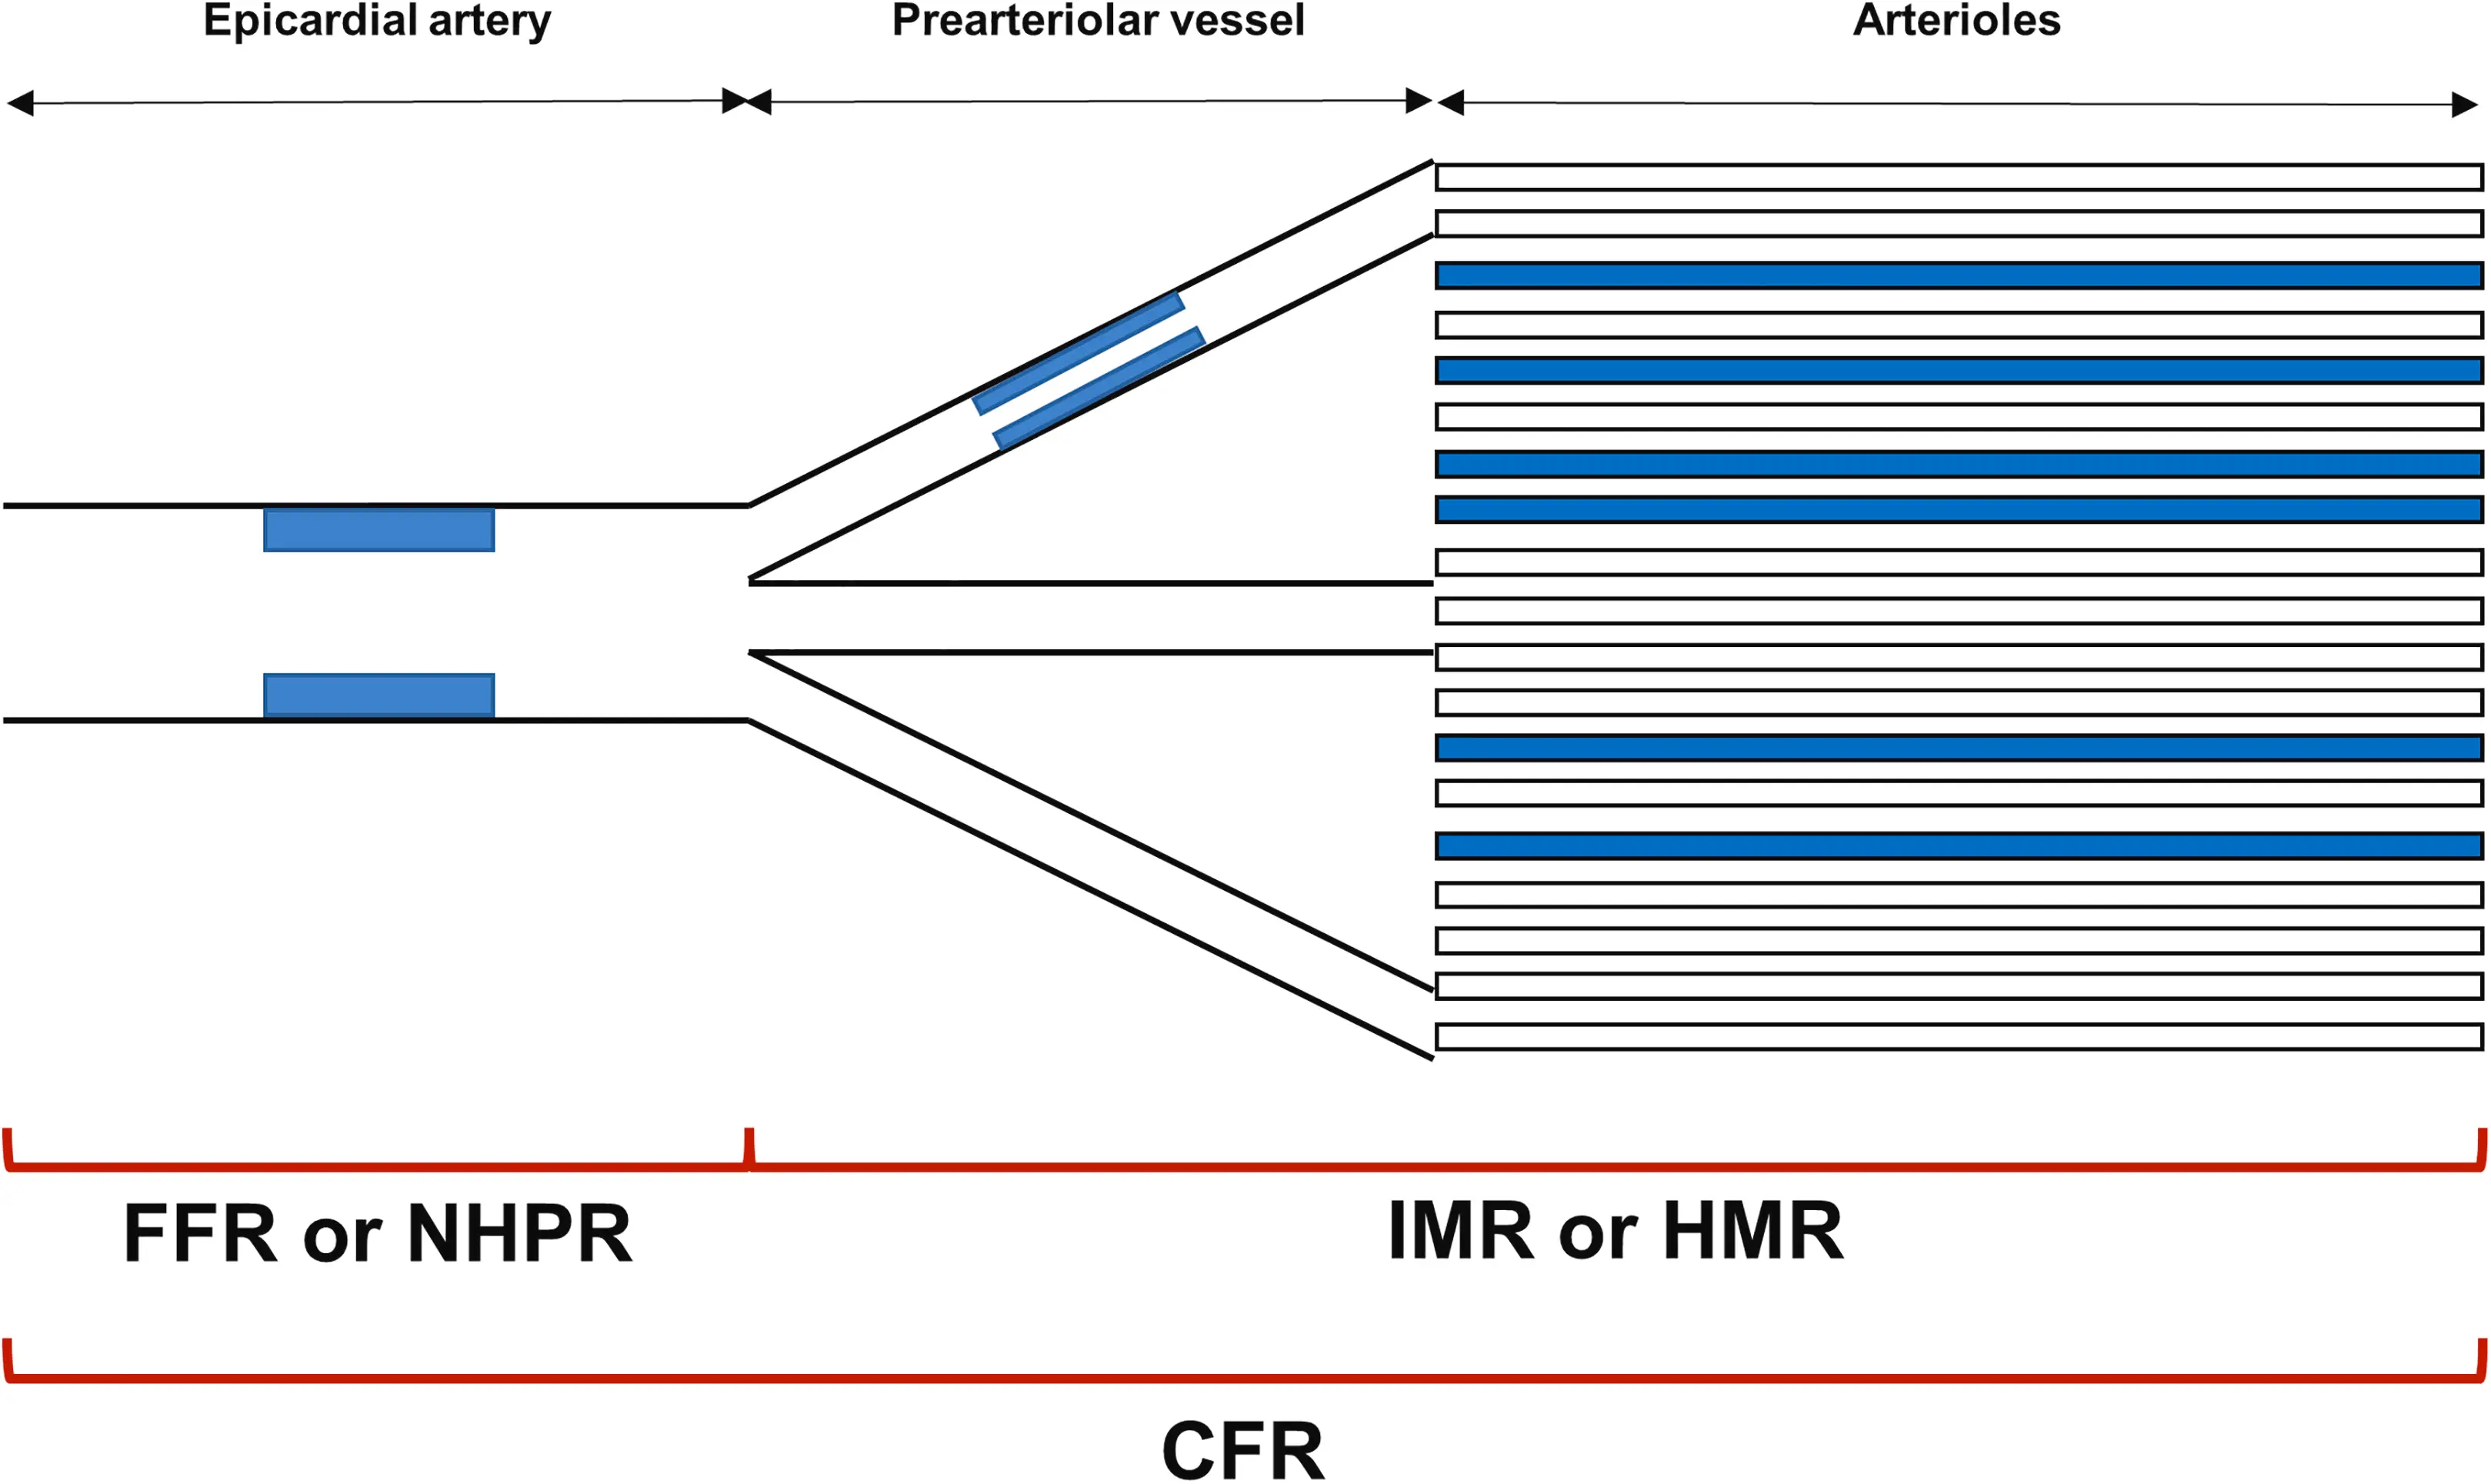 Epicardial artery
Prearteriolar vessel
Arterioles
FFR or NHPR
IMR or HMR
CFR